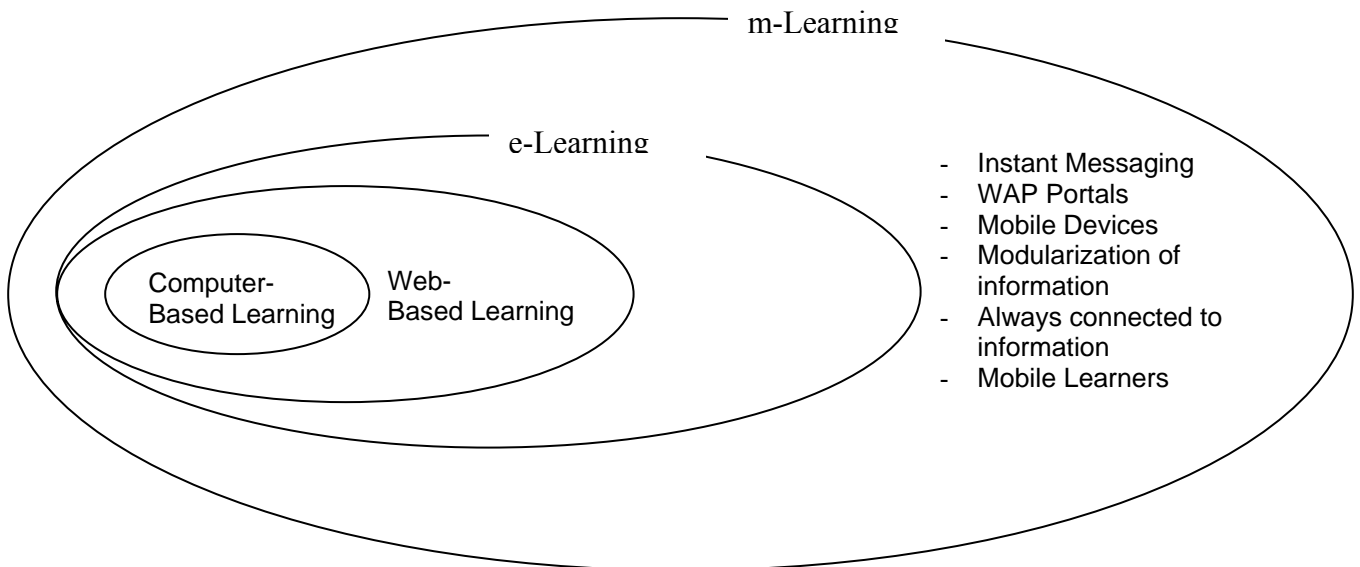 m-Learning
e-Learning
Computer-
Based Learning
Web-
Based Learning
- Instant Messaging
- WAP Portals
- Mobile Devices
- Modularization of
information
- Always connected to
information
- Mobile Learners